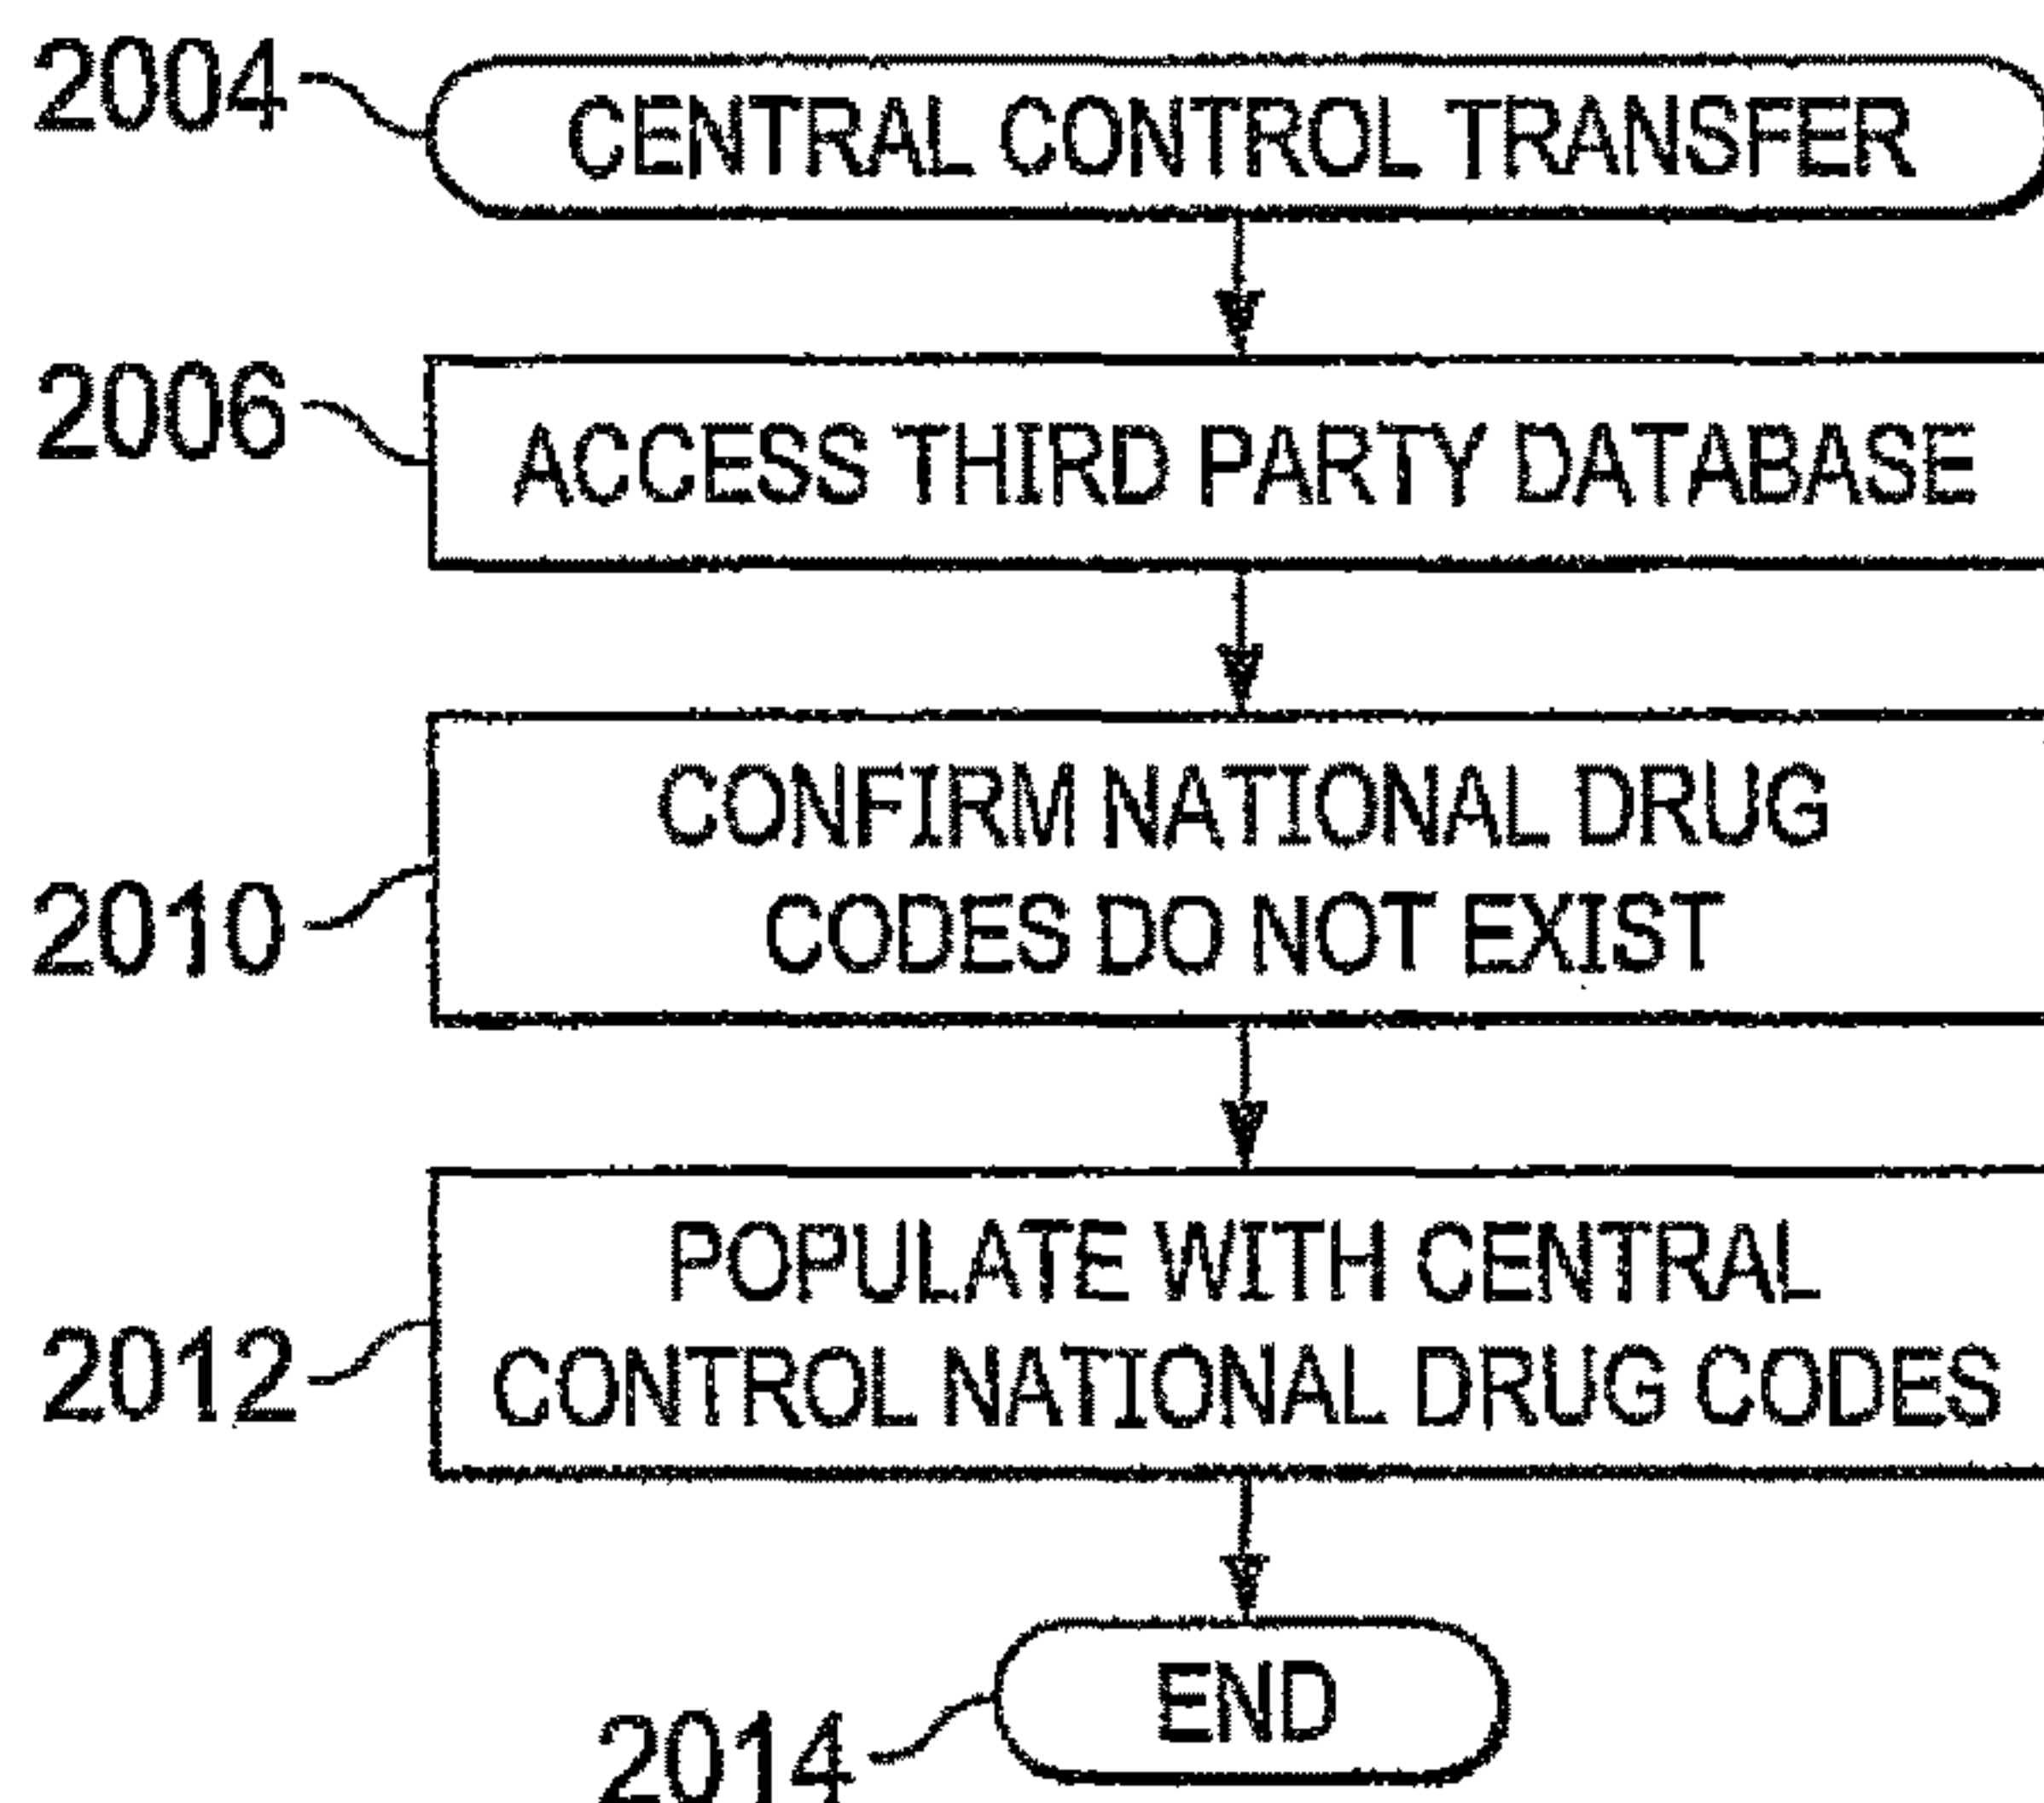 2004
CENTRAL CONTROL TRANSFER
2006
ACCESS THIRD PARTY DATABASE
CONFIRM NATIONAL DRUG
2010
CODES DO NOT EXIST
POPULATE WITH CENTRAL
2012
CONTROL NATIONAL DRUG CODES
END
2014